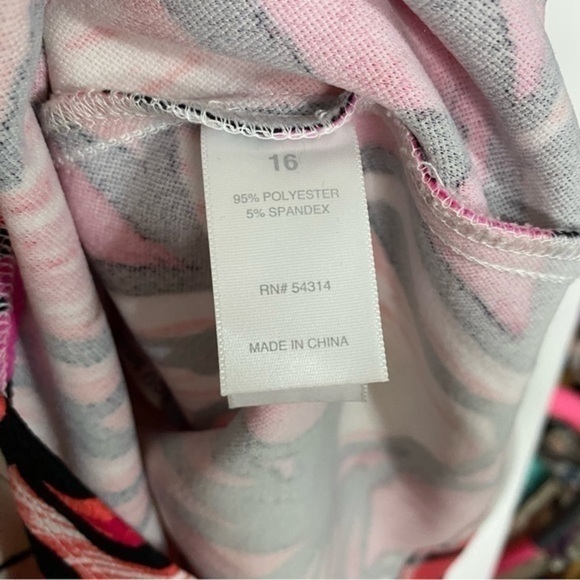 16
95% POLYESTER
5% SPANDEX
RN# 54314
MADE IN CHINA